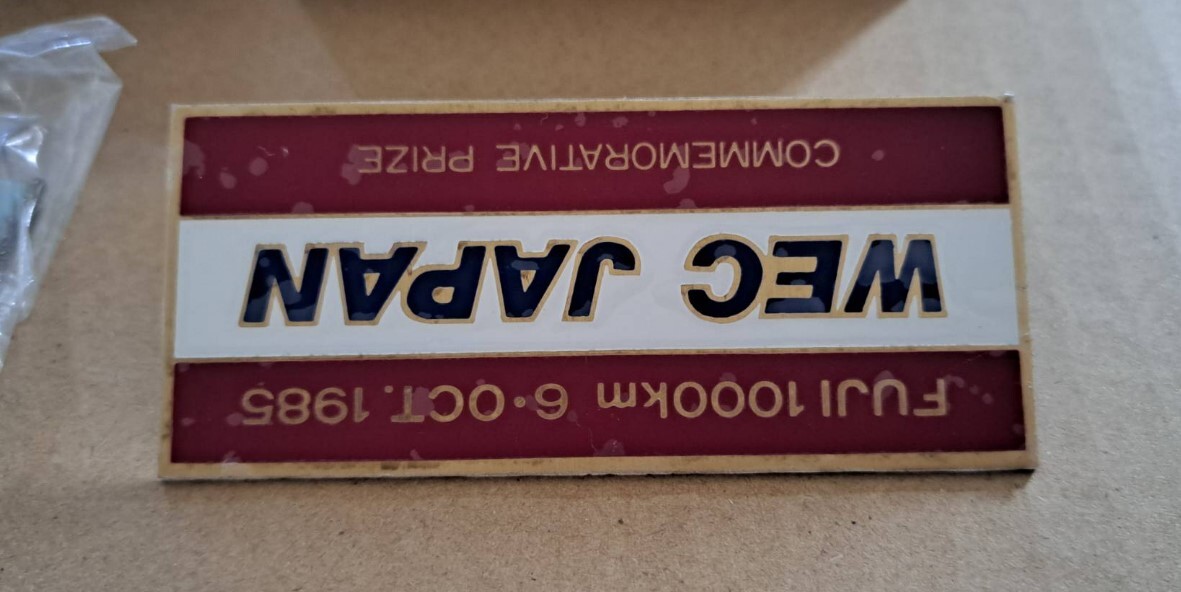 FUJI 1000km 6·OCT.1985
WEC JAPAN
COMMEMORATIVE PRIZE